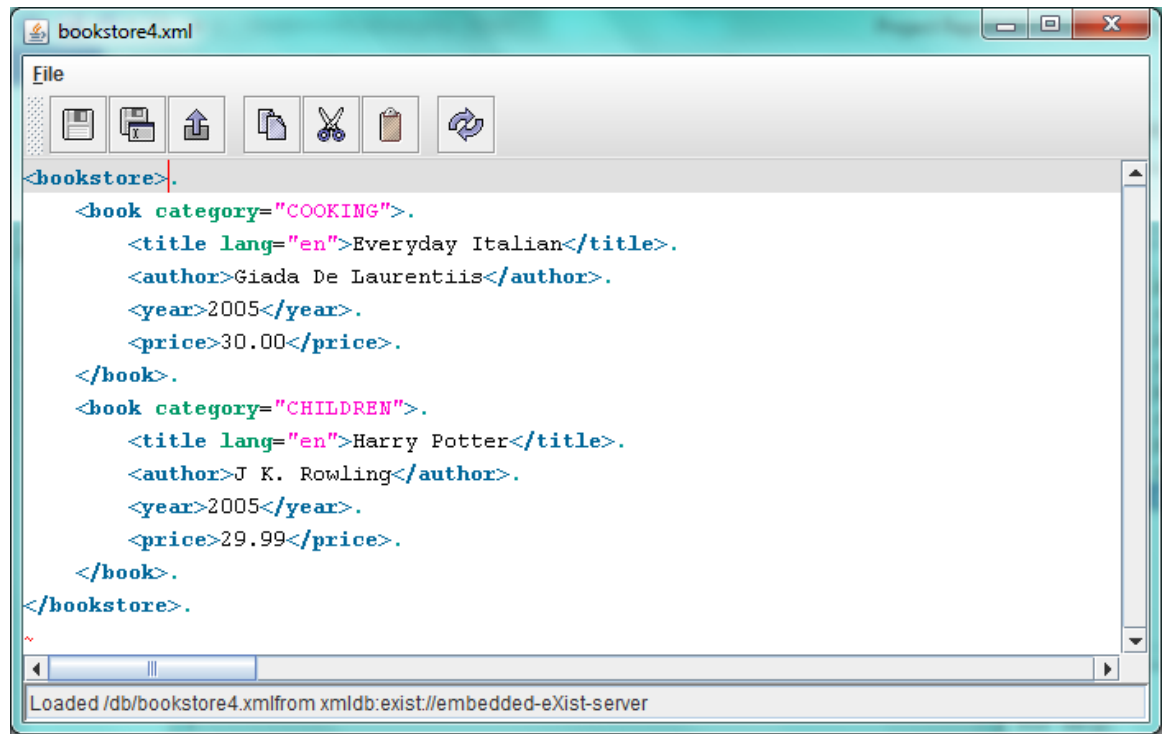 bookstore4.xml
File
<bookstore>.
<book category="COOKING">.
<title lang="en">Everyday Italian</title>.
<author>Giada De Laurentiis</author>.
<year>2005</year>.
<price>30.00</price>.
</book>.
<book category="CHILDREN">.
<title lang="en">Harry Potter</title>.
<author>J K. Rowling</author>.
<year>2005</year>.
<price>29.99</price>.
</book>.
</bookstore>.
~
Loaded /db/bookstore4.xmlfrom xmldb:exist://embedded-eXist-server